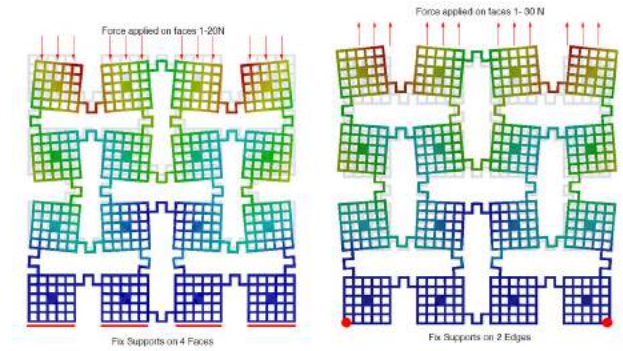 Force applied on faces 1-20N
Force applied on faces 1- 30 N
Fix Supports on 4 Faces
Fix Supports on 2 Edges